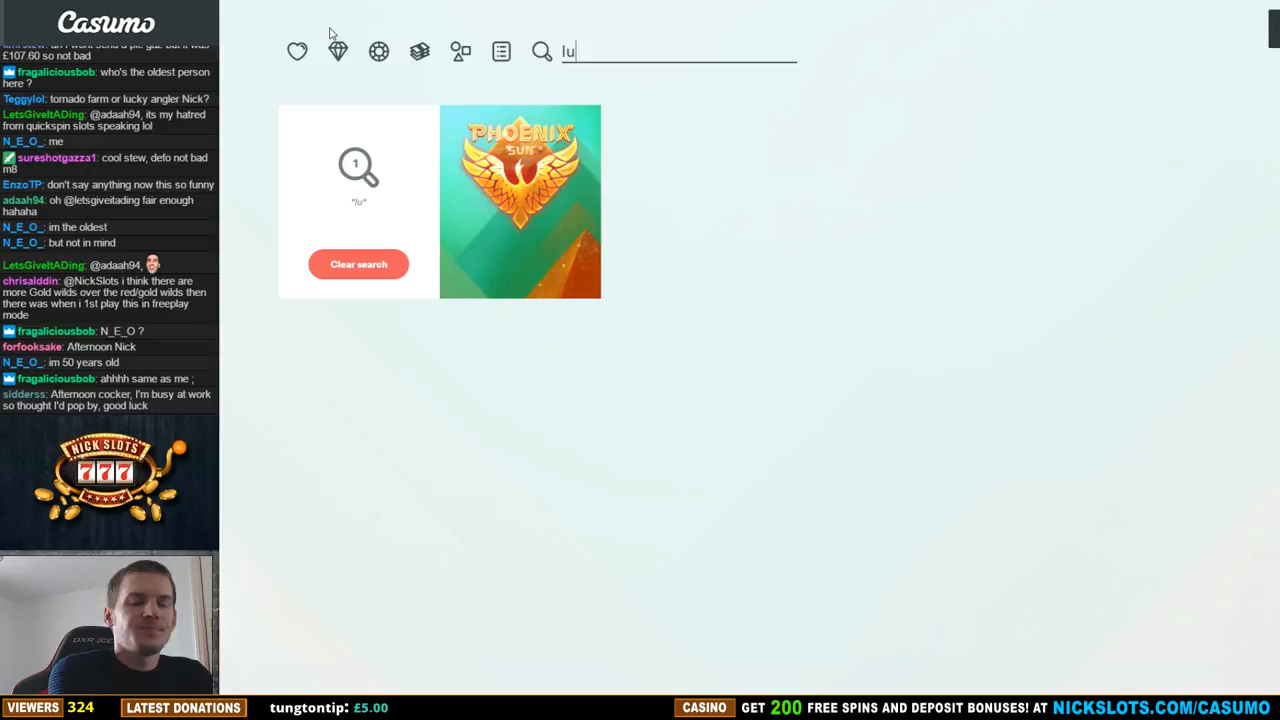 Casumo
£107.60 so not bad
fragaliciousbob: who's the oldest person
here ?
Teggylol: tornado farm or lucky angler Nick?
LetsGiveItADing: @adaah94, its my hatred
from quickspin slots speaking lol
N_E_O_: me
sureshotgazza1: cool stew, defo not bad
m8
EnzoTP: don't say anything now this so funny
adaah94: oh @letsgiveitading fair enough
hahaha
N_E_O_: im the oldest
N_E_O_: but not in mind
LetsGiveItADing: @adaah94,
chrisalddin: @NickSlots i think there are
more Gold wilds over the red/gold wilds then
there was when i 1st play this in freeplay
mode
fragaliciousbob: N_E_O ?
forfooksake: Afternoon Nick
N_E_O_: im 50 years old
fragaliciousbob: ahhhh same as me ;
sidderss: Afternoon cocker, I'm busy at work
so thought I'd pop by, good luck
NICK SLOTS
777
DXR
lu
1
"lu"
Clear search
PHOENIX
SUN
VIEWERS 324 LATEST DONATIONS tungtontip: £5.00 CASINO GET 200 FREE SPINS AND DEPOSIT BONUSES! AT NICKSLOTS.COM/CASUMO